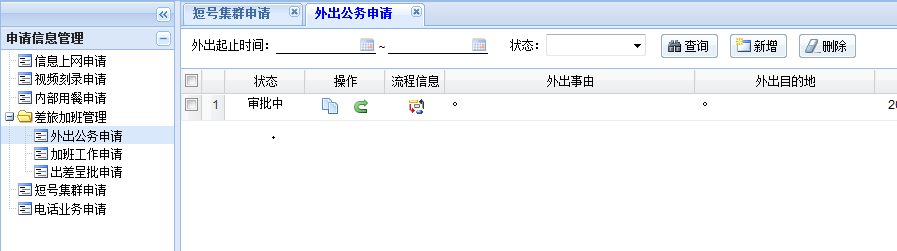 短号集群申请 外出公务申请
申请信息管理
外出起止时间： ~ 状态： 查询 新增 删除
信息上网申请
视频刻录申请
内部用餐申请
差旅加班管理
外出公务申请
加班工作申请
出差呈批申请
短号集群申请
电话业务申请
状态 操作 流程信息 外出事由 外出目的地
1 审批中 。 。 20